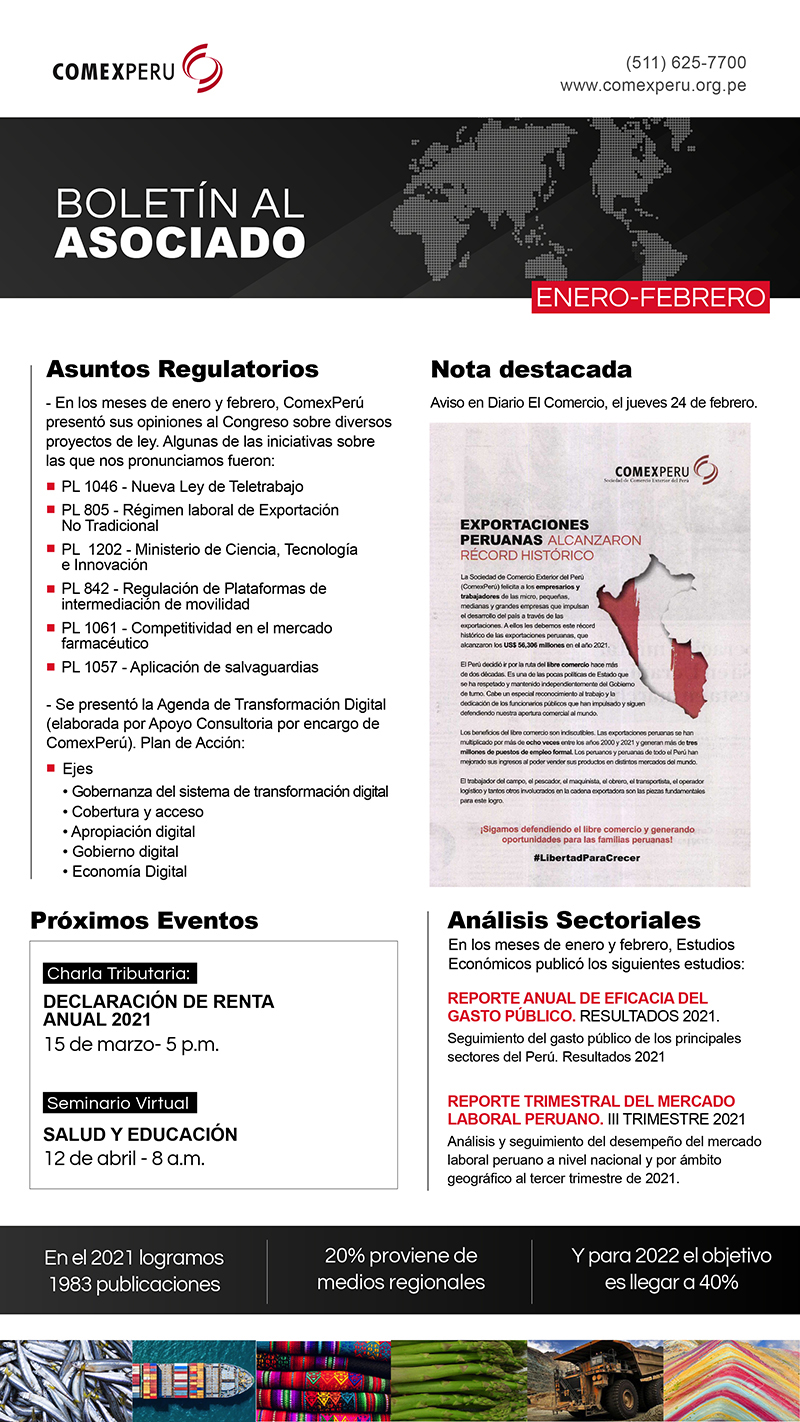 COMEXPERU
(511) 625-7700
www.comexperu.org.pe
BOLETÍN AL
ASOCIADO
ENERO-FEBRERO
Asuntos Regulatorios
- En los meses de enero y febrero, ComexPerú
presentó sus opiniones al Congreso sobre diversos
proyectos de ley. Algunas de las iniciativas sobre
las que nos pronunciamos fueron:
PL 1046 - Nueva Ley de Teletrabajo
PL 805 - Régimen laboral de Exportación
No Tradicional
PL 1202 - Ministerio de Ciencia, Tecnología
e Innovación
PL 842 - Regulación de Plataformas de
intermediación de movilidad
PL 1061 - Competitividad en el mercado
farmacéutico
PL 1057 - Aplicación de salvaguardias
- Se presentó la Agenda de Transformación Digital
(elaborada por Apoyo Consultoria por encargo de
ComexPerú). Plan de Acción:
Ejes
• Gobernanza del sistema de transformación digital
• Cobertura y acceso
• Apropiación digital
• Gobierno digital
• Economía Digital
Nota destacada
Aviso en Diario El Comercio, el jueves 24 de febrero.
COMEXPERU
Sociedad de Comercio Exterior del Perú
EXPORTACIONES
PERUANAS ALCANZARON
RÉCORD HISTÓRICO
La Sociedad de Comercio Exterior del Perú
(ComexPerú) felicita a los empresarios y
trabajadores de las micro, pequeñas,
medianas y grandes empresas que impulsan
el desarrollo del país a través de las
exportaciones. A ellos les debemos este récord
histórico de las exportaciones peruanas, que
alcanzaron los US$ 56,306 millones en el año 2021.
El Perú decidió ir por la ruta del libre comercio hace más
de dos décadas. Es una de las pocas políticas de Estado que
se ha respetado y mantenido independientemente del Gobierno
de turno. Cabe un especial reconocimiento al trabajo y la
dedicación de los funcionarios públicos que han impulsado y siguen
defendiendo nuestra apertura comercial al mundo.
Los beneficios del libre comercio son indiscutibles. Las exportaciones peruanas se han
multiplicado por más de ocho veces entre los años 2000 y 2021 y generan más de tres
millones de puestos de empleo formal. Los peruanos y peruanas de todo el Perú han
mejorado sus ingresos al poder vender sus productos en distintos mercados del mundo.
El trabajador del campo, el pescador, el maquinista, el obrero, el transportista, el operador
logístico y tantos otros involucrados en la cadena exportadora son las piezas fundamentales
para este logro.
¡Sigamos defendiendo el libre comercio y generando
oportunidades para las familias peruanas!
#LibertadParaCrecer
Próximos Eventos
Charla Tributaria:
DECLARACIÓN DE RENTA
ANUAL 2021
15 de marzo- 5 p.m.
Seminario Virtual
SALUD Y EDUCACIÓN
12 de abril - 8 a.m.
Análisis Sectoriales
En los meses de enero y febrero, Estudios
Económicos publicó los siguientes estudios:
REPORTE ANUAL DE EFICACIA DEL
GASTO PÚBLICO. RESULTADOS 2021.
Seguimiento del gasto público de los principales
sectores del Perú. Resultados 2021
REPORTE TRIMESTRAL DEL MERCADO
LABORAL PERUANO. III TRIMESTRE 2021
Análisis y seguimiento del desempeño del mercado
laboral peruano a nivel nacional y por ámbito
geográfico al tercer trimestre de 2021.
En el 2021 logramos
1983 publicaciones
20% proviene de
medios regionales
Y para 2022 el objetivo
es llegar a 40%